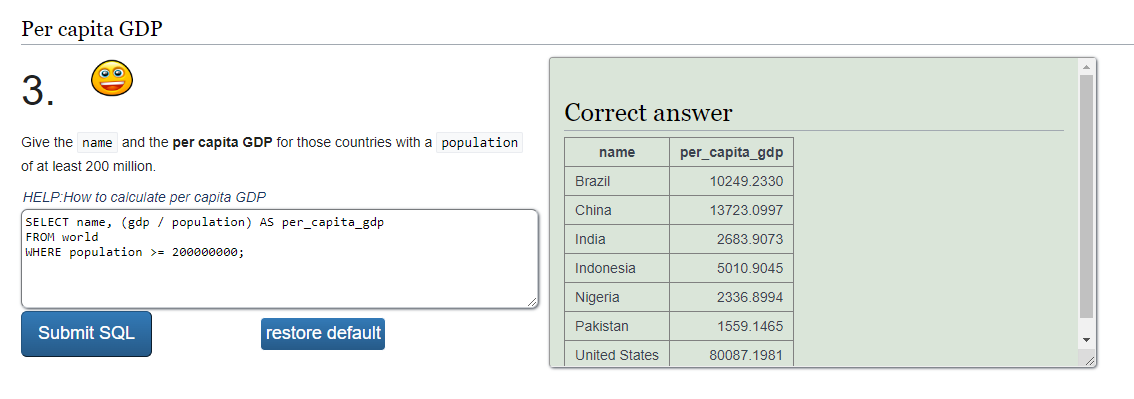 Per capita GDP
3.
Give the name and the per capita GDP for those countries with a population
of at least 200 million.
HELP:How to calculate per capita GDP
SELECT name, (gdp / population) AS per_capita_gdp
FROM world
WHERE population >= 200000000;
Submit SQL restore default
Correct answer
name per_capita_gdp
Brazil 10249.2330
China 13723.0997
India 2683.9073
Indonesia 5010.9045
Nigeria 2336.8994
Pakistan 1559.1465
United States 80087.1981